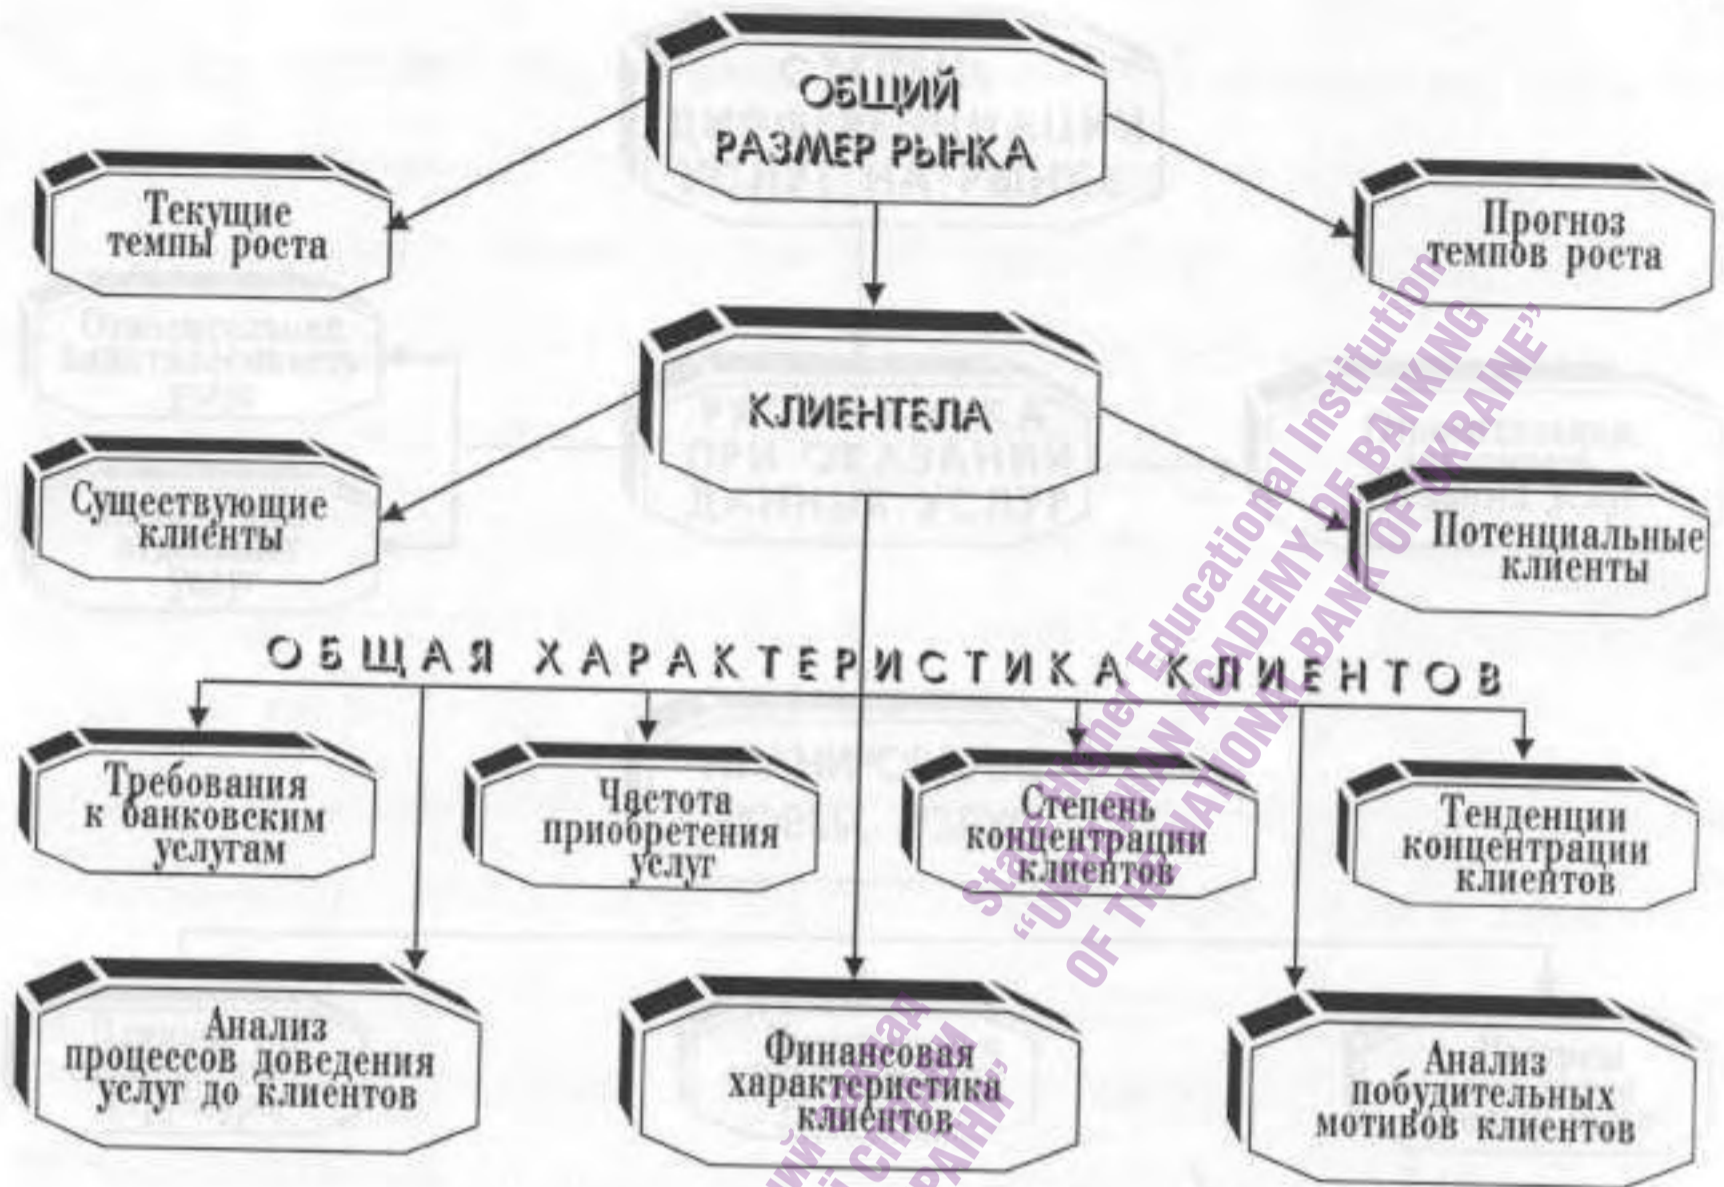 ОБЩИЙ
РАЗМЕР РЫНКА
Текущие
темпы роста
Прогноз
темпов роста
КЛИЕНТЕЛА
Существующие
клиенты
Потенциальные
клиенты
ОБЩАЯ ХАРАКТЕРИСТИКА КЛИЕНТОВ
Требования
к банковским
услугам
Частота
приобретения
услуг
Степень
концентрации
клиентов
Тенденции
концентрации
клиентов
Анализ
процессов доведения
услуг до клиентов
Финансовая
характеристика
клиентов
Анализ
побудительных
мотивов клиентов
State Higher Educational Institution
“UKRAINIAN ACADEMY OF BANKING
OF THE NATIONAL BANK OF UKRAINE”